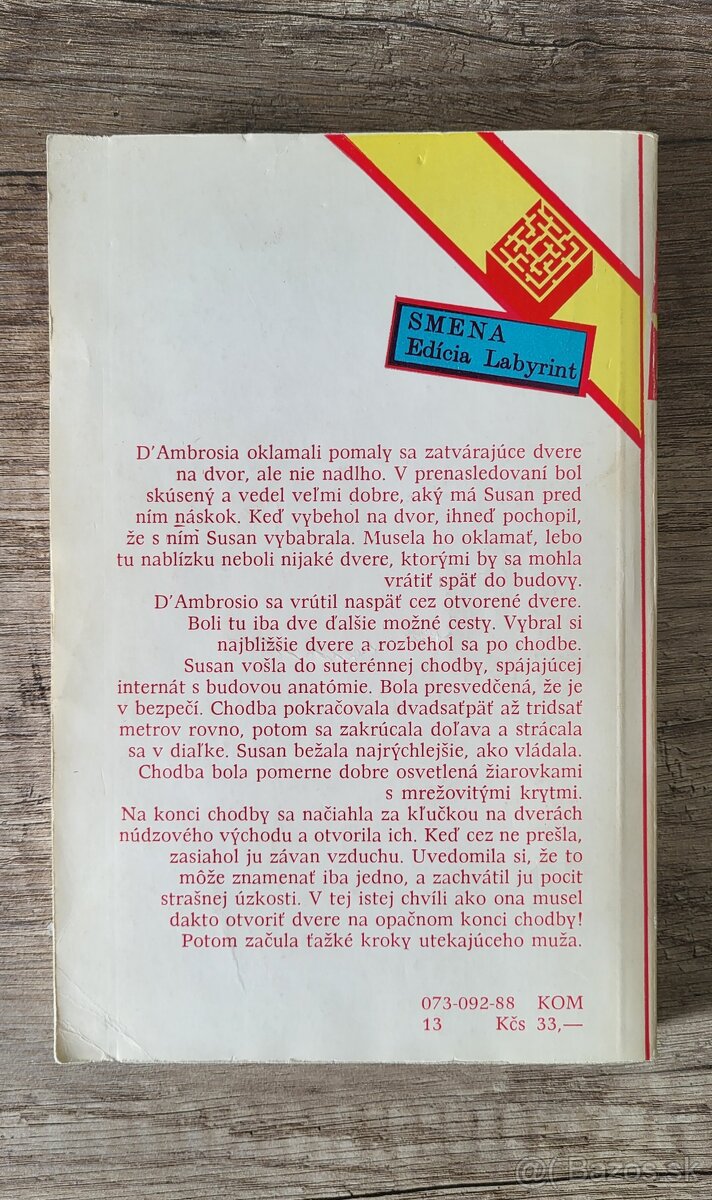 SMENA
Edícia Labyrint
D'Ambrosia oklamali pomaly sa zatvárajúce dvere
na dvor, ale nie nadlho. V prenasledovaní bol
skúsený a vedel veľmi dobre, aký má Susan pred
ním náskok. Keď vybehol na dvor, ihneď pochopil,
že s ním Susan vybabrala. Musela ho oklamať, lebo
tu nablízku neboli nijaké dvere, ktorými by sa mohla
vrátiť späť do budovy.
D'Ambrosio sa vrútil naspäť cez otvorené dvere.
Boli tu iba dve ďalšie možné cesty. Vybral si
najbližšie dvere a rozbehol sa po chodbe.
Susan vošla do suterénnej chodby, spájajúcej
internát s budovou anatómie. Bola presvedčená, že je
v bezpečí. Chodba pokračovala dvadsaťpäť až tridsať
metrov rovno, potom sa zakrúcala doľava a strácala
sa v diaľke. Susan bežala najrýchlejšie, ako vládala.
Chodba bola pomerne dobre osvetlená žiarovkami
s mrežovitými krytmi.
Na konci chodby sa načiahla za kľučkou na dverách
núdzového východu a otvorila ich. Keď cez ne prešla,
zasiahol ju závan vzduchu. Uvedomila si, že to
môže znamenať iba jedno, a zachvátil ju pocit
strašnej úzkosti. V tej istej chvíli ako ona musel
dakto otvoriť dvere na opačnom konci chodby!
Potom začula ťažké kroky utekajúceho muža.
073-092-88 KOM
13 Kčs 33,—
Bazos.sk